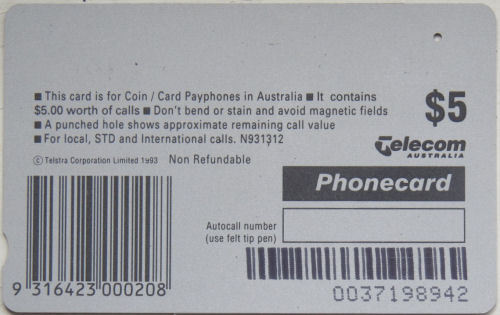 ■ This card is for Coin / Card Payphones in Australia ■ It contains
$5.00 worth of calls ■ Don't bend or stain and avoid magnetic fields
■ A punched hole shows approximate remaining call value
■ For local, STD and International calls. N931312
$5
Telecom
AUSTRALIA
© Telstra Corporation Limited 1993 Non Refundable
Phonecard
Autocall number
(use felt tip pen)
9 316423 000208
0037198942